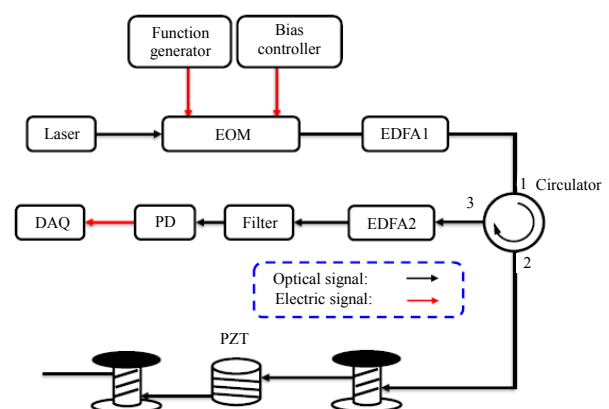 Function
generator
Bias
controller
Laser
EOM
EDFA1
1
Circulator
3
DAQ
PD
Filter
EDFA2
2
Optical signal:
Electric signal:
PZT